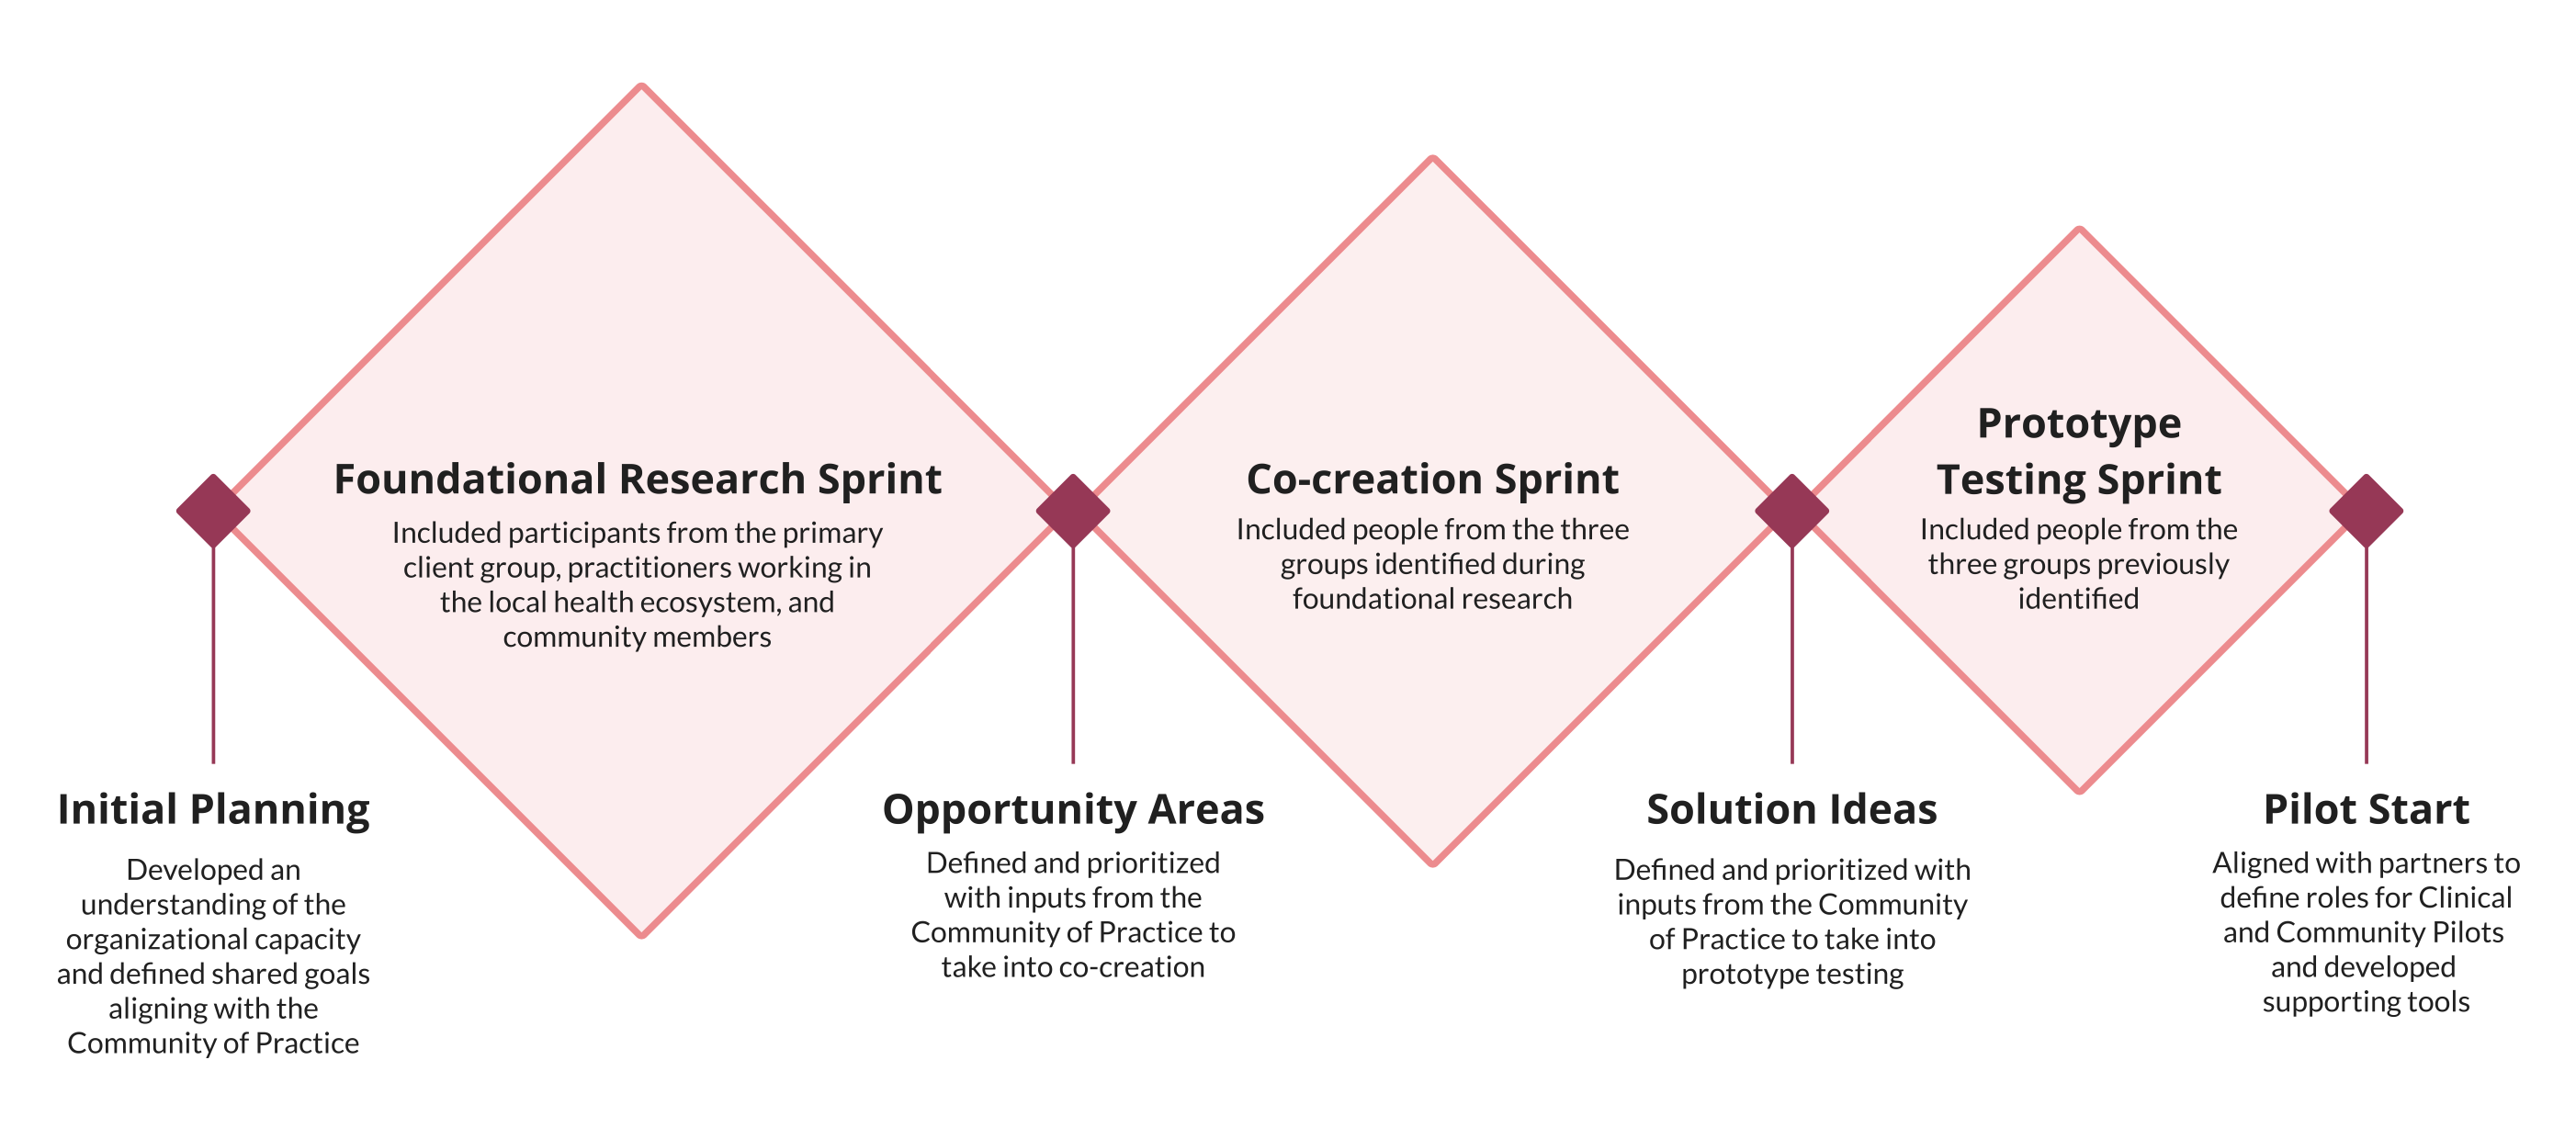 Foundational Research Sprint
Included participants from the primary
client group, practitioners working in
the local health ecosystem, and
community members
Co-creation Sprint
Included people from the three
groups identified during
foundational research
Prototype
Testing Sprint
Included people from the
three groups previously
identified
Initial Planning
Developed an
understanding of the
organizational capacity
and defined shared goals
aligning with the
Community of Practice
Opportunity Areas
Defined and prioritized
with inputs from the
Community of Practice to
take into co-creation
Solution Ideas
Defined and prioritized with
inputs from the Community
of Practice to take into
prototype testing
Pilot Start
Aligned with partners to
define roles for Clinical
and Community Pilots
and developed
supporting tools